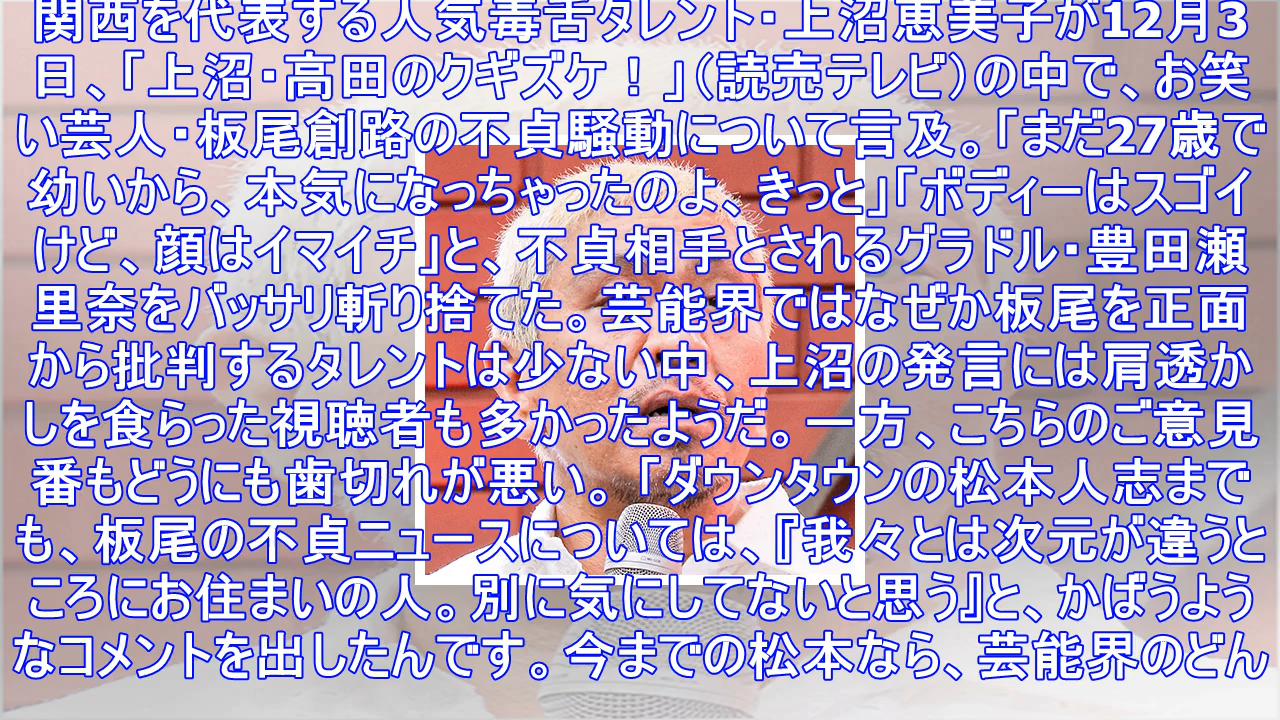 関西を代表する人気毒舌タレント・上沼恵美子が12月3
日、「上沼・高田のクギズケ！」（読売テレビ）の中で、お笑
い芸人・板尾創路の不貞騒動について言及。「まだ27歳で
幼いから、本気になっちゃったのよ、きっと」「ボディーはスゴイ
けど、顔はイマイチ」と、不貞相手とされるグラドル・豊田瀬
里奈をバッサリ斬り捨てた。芸能界ではなぜか板尾を正面
から批判するタレントは少ない中、上沼の発言には肩透か
しを食らった視聴者も多かったようだ。一方、こちらのご意見
番もどうにも歯切れが悪い。「ダウンタウンの松本人志まで
も、板尾の不貞ニュースについては、『我々とは次元が違うと
ころにお住まいの人。別に気にしてないと思う』と、かばうよう
なコメントを出したんです。今までの松本なら、芸能界のどん